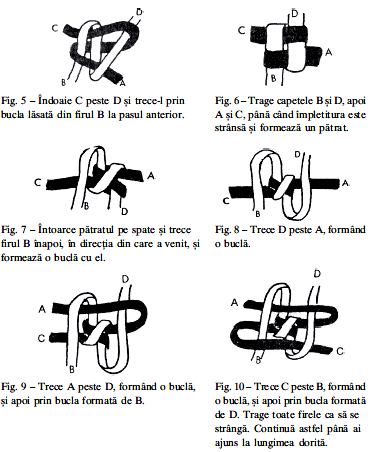 D
C
B
A
Fig. 5 – Îndoaie C peste D și trece-l prin
bucla lăsată din firul B la pasul anterior.
D
C
A
B
Fig. 6 – Trage capetele B și D, apoi
A și C, până când împletitura este
strânsă și formează un pătrat.
C
A
B
D
Fig. 7 – Întoarce pătratul pe spate și trece
firul B înapoi, în direcția din care a venit, și
formează o buclă cu el.
D
A
C
B
Fig. 8 – Trece D peste A, formând
o buclă.
D
A
C
B
Fig. 9 – Trece A peste D, formând o buclă,
și apoi prin bucla formată de B.
D
A
B
C
Fig. 10 – Trece C peste B, formând
o buclă, și apoi prin bucla formată
de D. Trage toate firele ca să se
strângă. Continuă astfel până ai
ajuns la lungimea dorită.